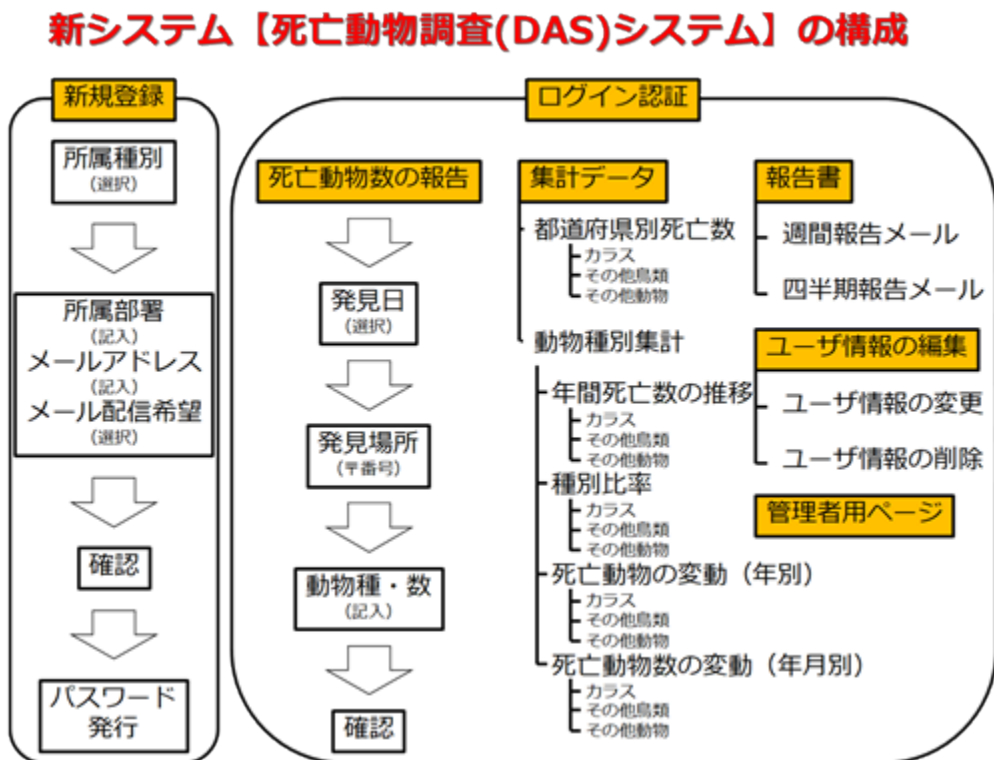 新システム【死亡動物調査(DAS)システム】の構成
新規登録
所属種別
(選択)
所属部署
(記入)
メールアドレス
(記入)
メール配信希望
(選択)
確認
パスワード
発行
ログイン認証
死亡動物数の報告
発見日
(選択)
発見場所
(〒番号)
動物種・数
(記入)
確認
集計データ
都道府県別死亡数
カラス
その他鳥類
その他動物
動物種別集計
年間死亡数の推移
カラス
その他鳥類
その他動物
種別比率
カラス
その他鳥類
その他動物
死亡動物の変動（年別）
カラス
その他鳥類
その他動物
死亡動物数の変動（年月別）
カラス
その他鳥類
その他動物
報告書
週間報告メール
四半期報告メール
ユーザ情報の編集
ユーザ情報の変更
ユーザ情報の削除
管理者用ページ